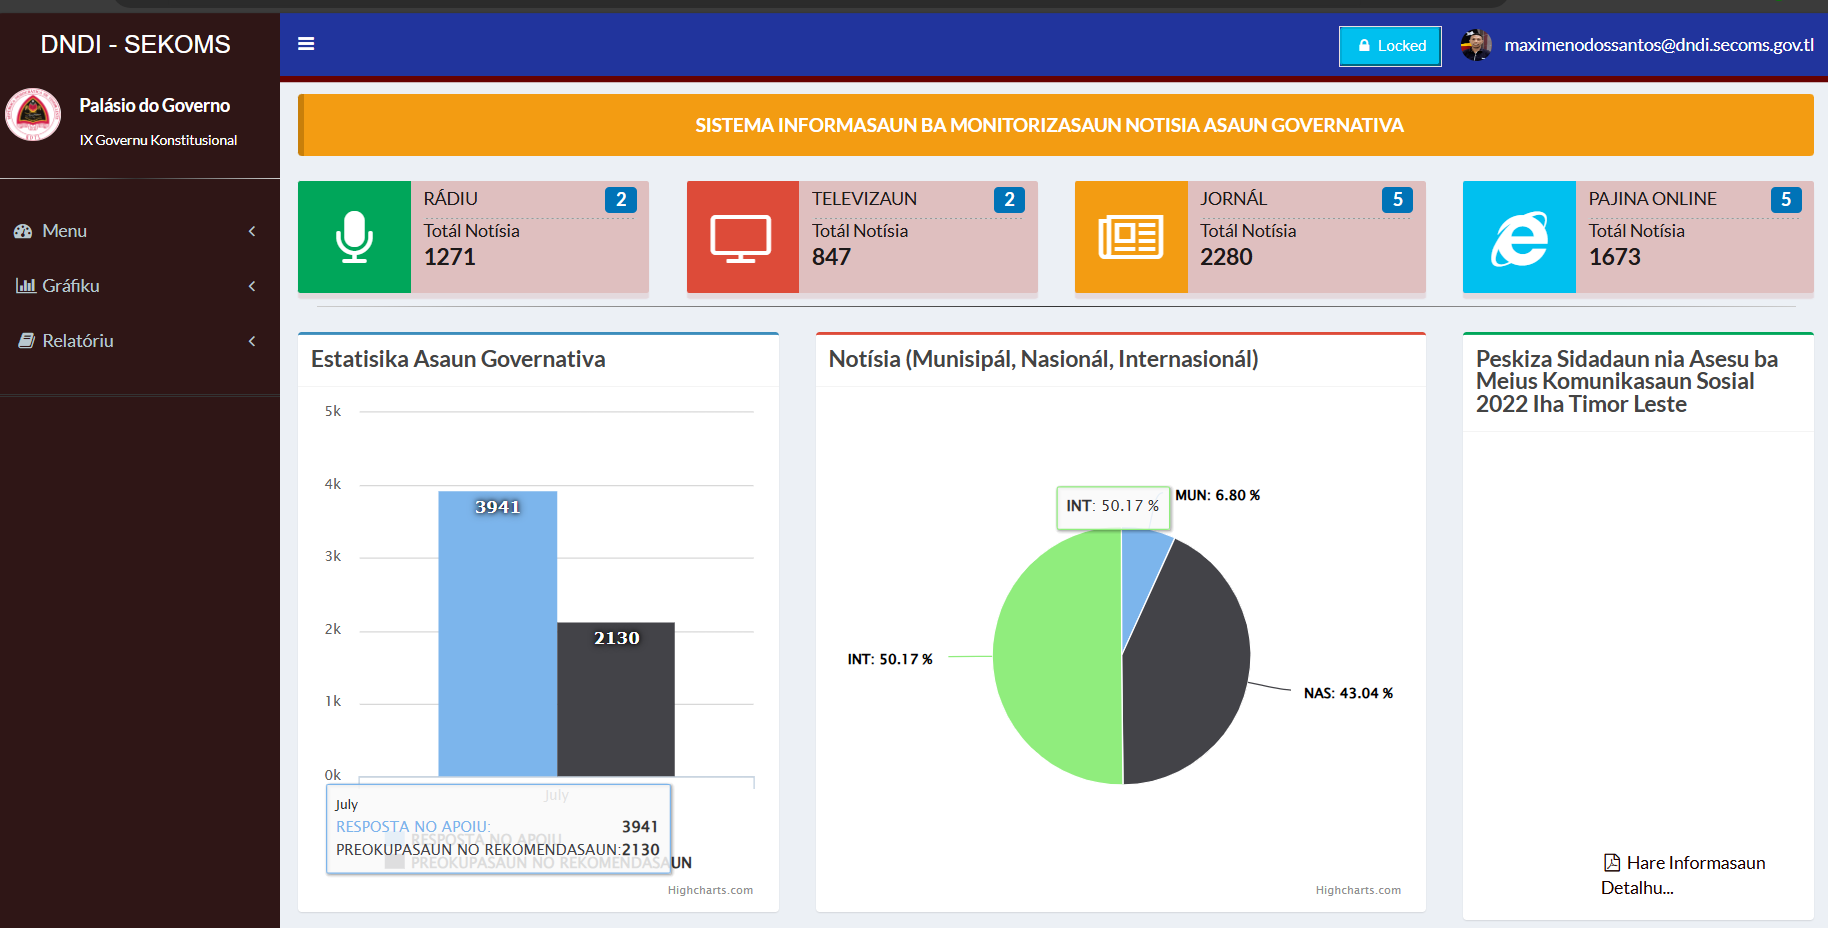 DNDI - SEKOMS
Locked
maximenodossantos@dndi.secoms.gov.tl
Palásio do Governo
IX Governu Konstitusional
Menu
Gráfiku
Relatóriu
SISTEMA INFORMASAUN BA MONITORIZASAUN NOTISIA ASAUN GOVERNATIVA
RÁDIU 2
Totál Notísia
1271
TELEVIZAUN 2
Totál Notísia
847
JORNÁL 5
Totál Notísia
2280
PAJINA ONLINE 5
Totál Notísia
1673
Estatisika Asaun Governativa
5k
4k
3k
2k
1k
0k
3941
2130
July
July
RESPOSTA NO APOIU: 3941
PREOKUPASAUN NO REKOMENDASAUN: 2130
RESPOSTA NO APOIU
PREOKUPASAUN NO REKOMENDASAUN
Highcharts.com
Notísia (Munisipál, Nasionál, Internasionál)
INT: 50.17 %
MUN: 6.80 %
INT: 50.17 %
NAS: 43.04 %
Highcharts.com
Peskiza Sidadaun nia Asesu ba
Meius Komunikasaun Sosial
2022 Iha Timor Leste
Hare Informasaun
Detalhu...